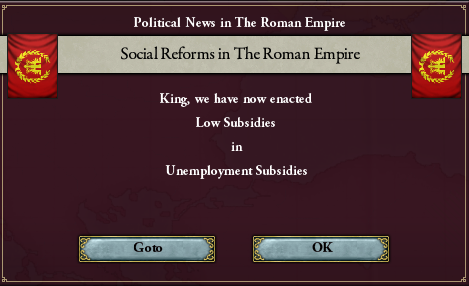 Political News in The Roman Empire
Social Reforms in The Roman Empire
King, we have now enacted
Low Subsidies
in
Unemployment Subsidies
Goto
OK